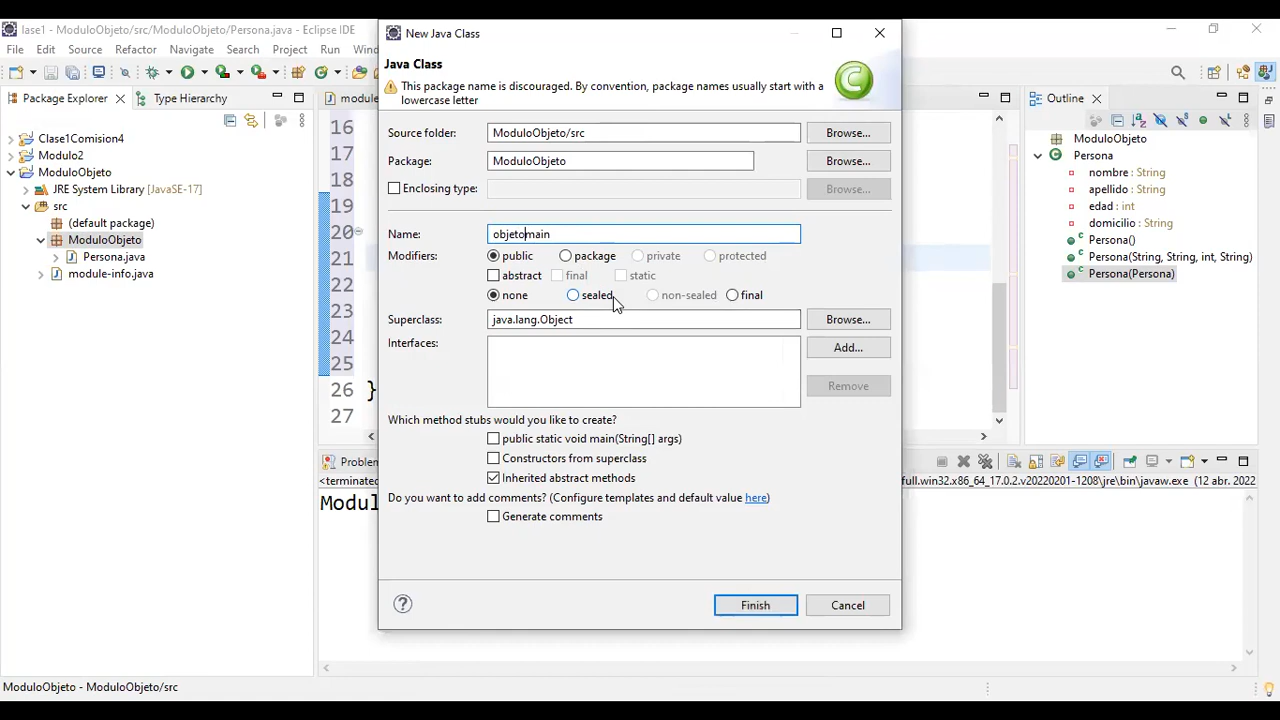 lase1 - ModuloObjeto/src/ModuloObjeto/Persona.java - Eclipse IDE
File Edit Source Refactor Navigate Search Project Run Wind
Package Explorer Type Hierarchy
Clase1Comision4
Modulo2
ModuloObjeto
JRE System Library [JavaSE-17]
src
(default package)
ModuloObjeto
Persona.java
module-info.java
module
16
17
18
19
20
21
22
23
24
25
26 }
27
New Java Class
Java Class
This package name is discouraged. By convention, package names usually start with a
lowercase letter
Source folder: ModuloObjeto/src Browse...
Package: ModuloObjeto Browse...
Enclosing type: Browse...
Name: objetomain
Modifiers: public package private protected
abstract final static
none sealed non-sealed final
Superclass: java.lang.Object Browse...
Interfaces: Add...
Remove
Which method stubs would you like to create?
public static void main(String[] args)
Constructors from superclass
Inherited abstract methods
Do you want to add comments? (Configure templates and default value here)
Generate comments
? Finish Cancel
Outline
ModuloObjeto
Persona
nombre : String
apellido : String
edad : int
domicilio : String
Persona()
Persona(String, String, int, String)
Persona(Persona)
Problem
<terminated
full.win32.x86_64_17.0.2.v20220201-1208\jre\bin\javaw.exe (12 abr. 2022
Modul
ModuloObjeto - ModuloObjeto/src